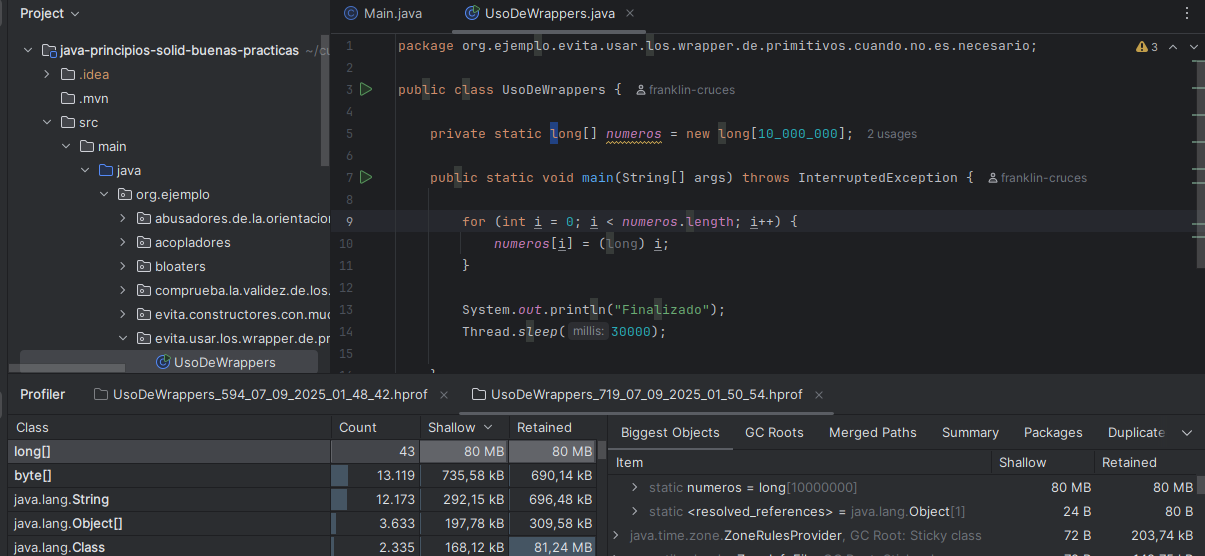 Project
Main.java
UsoDeWrappers.java
java-principios-solid-buenas-practicas
.idea
.mvn
src
main
java
org.ejemplo
abusadores.de.la.orientacion
acopladores
bloaters
comprueba.la.validez.de.los.
evita.constructores.con.muc
evita.usar.los.wrapper.de.pr
UsoDeWrappers
3
1 package org.ejemplo.evita.usar.los.wrapper.de.primitivos.cuando.no.es.necesario;
2
3 public class UsoDeWrappers { franklin-cruces
4
5 private static long[] numeros = new long[10_000_000]; 2 usages
6
7 public static void main(String[] args) throws InterruptedException { franklin-cruces
8
9 for (int i = 0; i < numeros.length; i++) {
10 numeros[i] = (long) i;
11 }
12
13 System.out.println("Finalizado");
14 Thread.sleep( millis: 30000);
15
Profiler
UsoDeWrappers_594_07_09_2025_01_48_42.hprof
UsoDeWrappers_719_07_09_2025_01_50_54.hprof
Class Count Shallow Retained
long[] 43 80 MB 80 MB
byte[] 13.119 735,58 kB 690,14 kB
java.lang.String 12.173 292,15 kB 696,48 kB
java.lang.Object[] 3.633 197,78 kB 309,58 kB
java.lang.Class 2.335 168,12 kB 81,24 MB
Biggest Objects GC Roots Merged Paths Summary Packages Duplicate
Item Shallow Retained
static numeros = long[10000000] 80 MB 80 MB
static <resolved_references> = java.lang.Object[1] 24 B 80 B
java.time.zone.ZoneRulesProvider, GC Root: Sticky class 72 B 203,74 kB